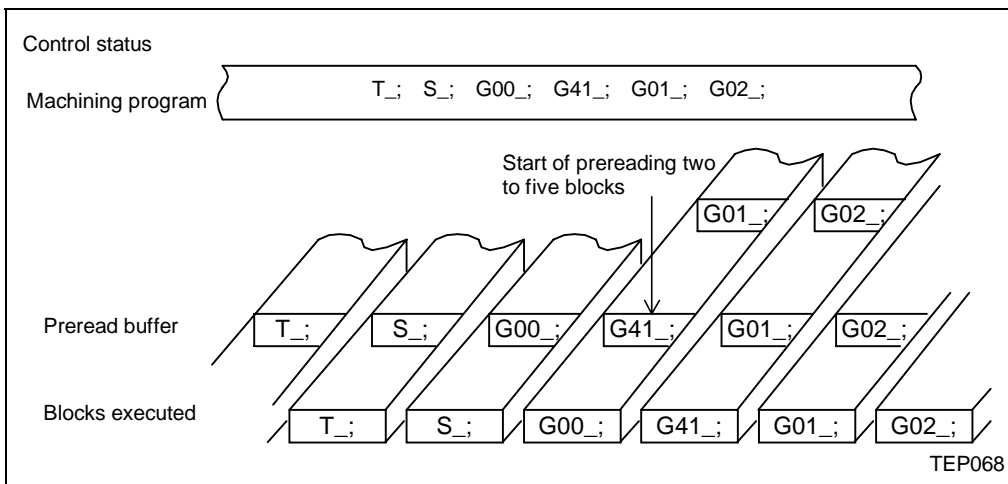 Control status
Machining program
T_; S_; G00_; G41_; G01_; G02_;
Start of prereading two
to five blocks
G01_; G02_;
Preread buffer
T_; S_; G00_; G41_; G01_; G02_;
Blocks executed
T_; S_; G00_; G41_; G01_; G02_;
TEP068